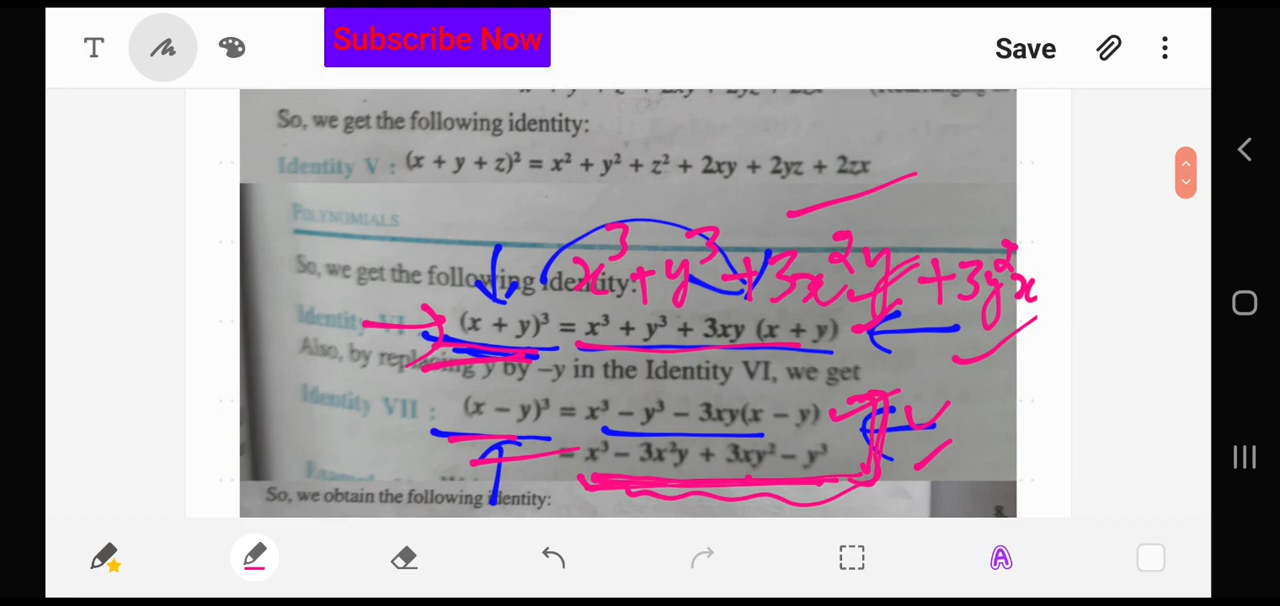 T
Subscribe Now
Save
So, we get the following identity:
Identity V : (x + y + z)² = x² + y² + z² + 2xy + 2yz + 2zx
POLYNOMIALS
x³ + y³ + 3x²y + 3y²x
So, we get the following identity:
Identity VI : (x + y)³ = x³ + y³ + 3xy (x + y)
Also, by replacing y by –y in the Identity VI, we get
Identity VII : (x − y)³ = x³ − y³ − 3xy(x − y)
= x³ − 3x²y + 3xy² − y³
So, we obtain the following identity:
A